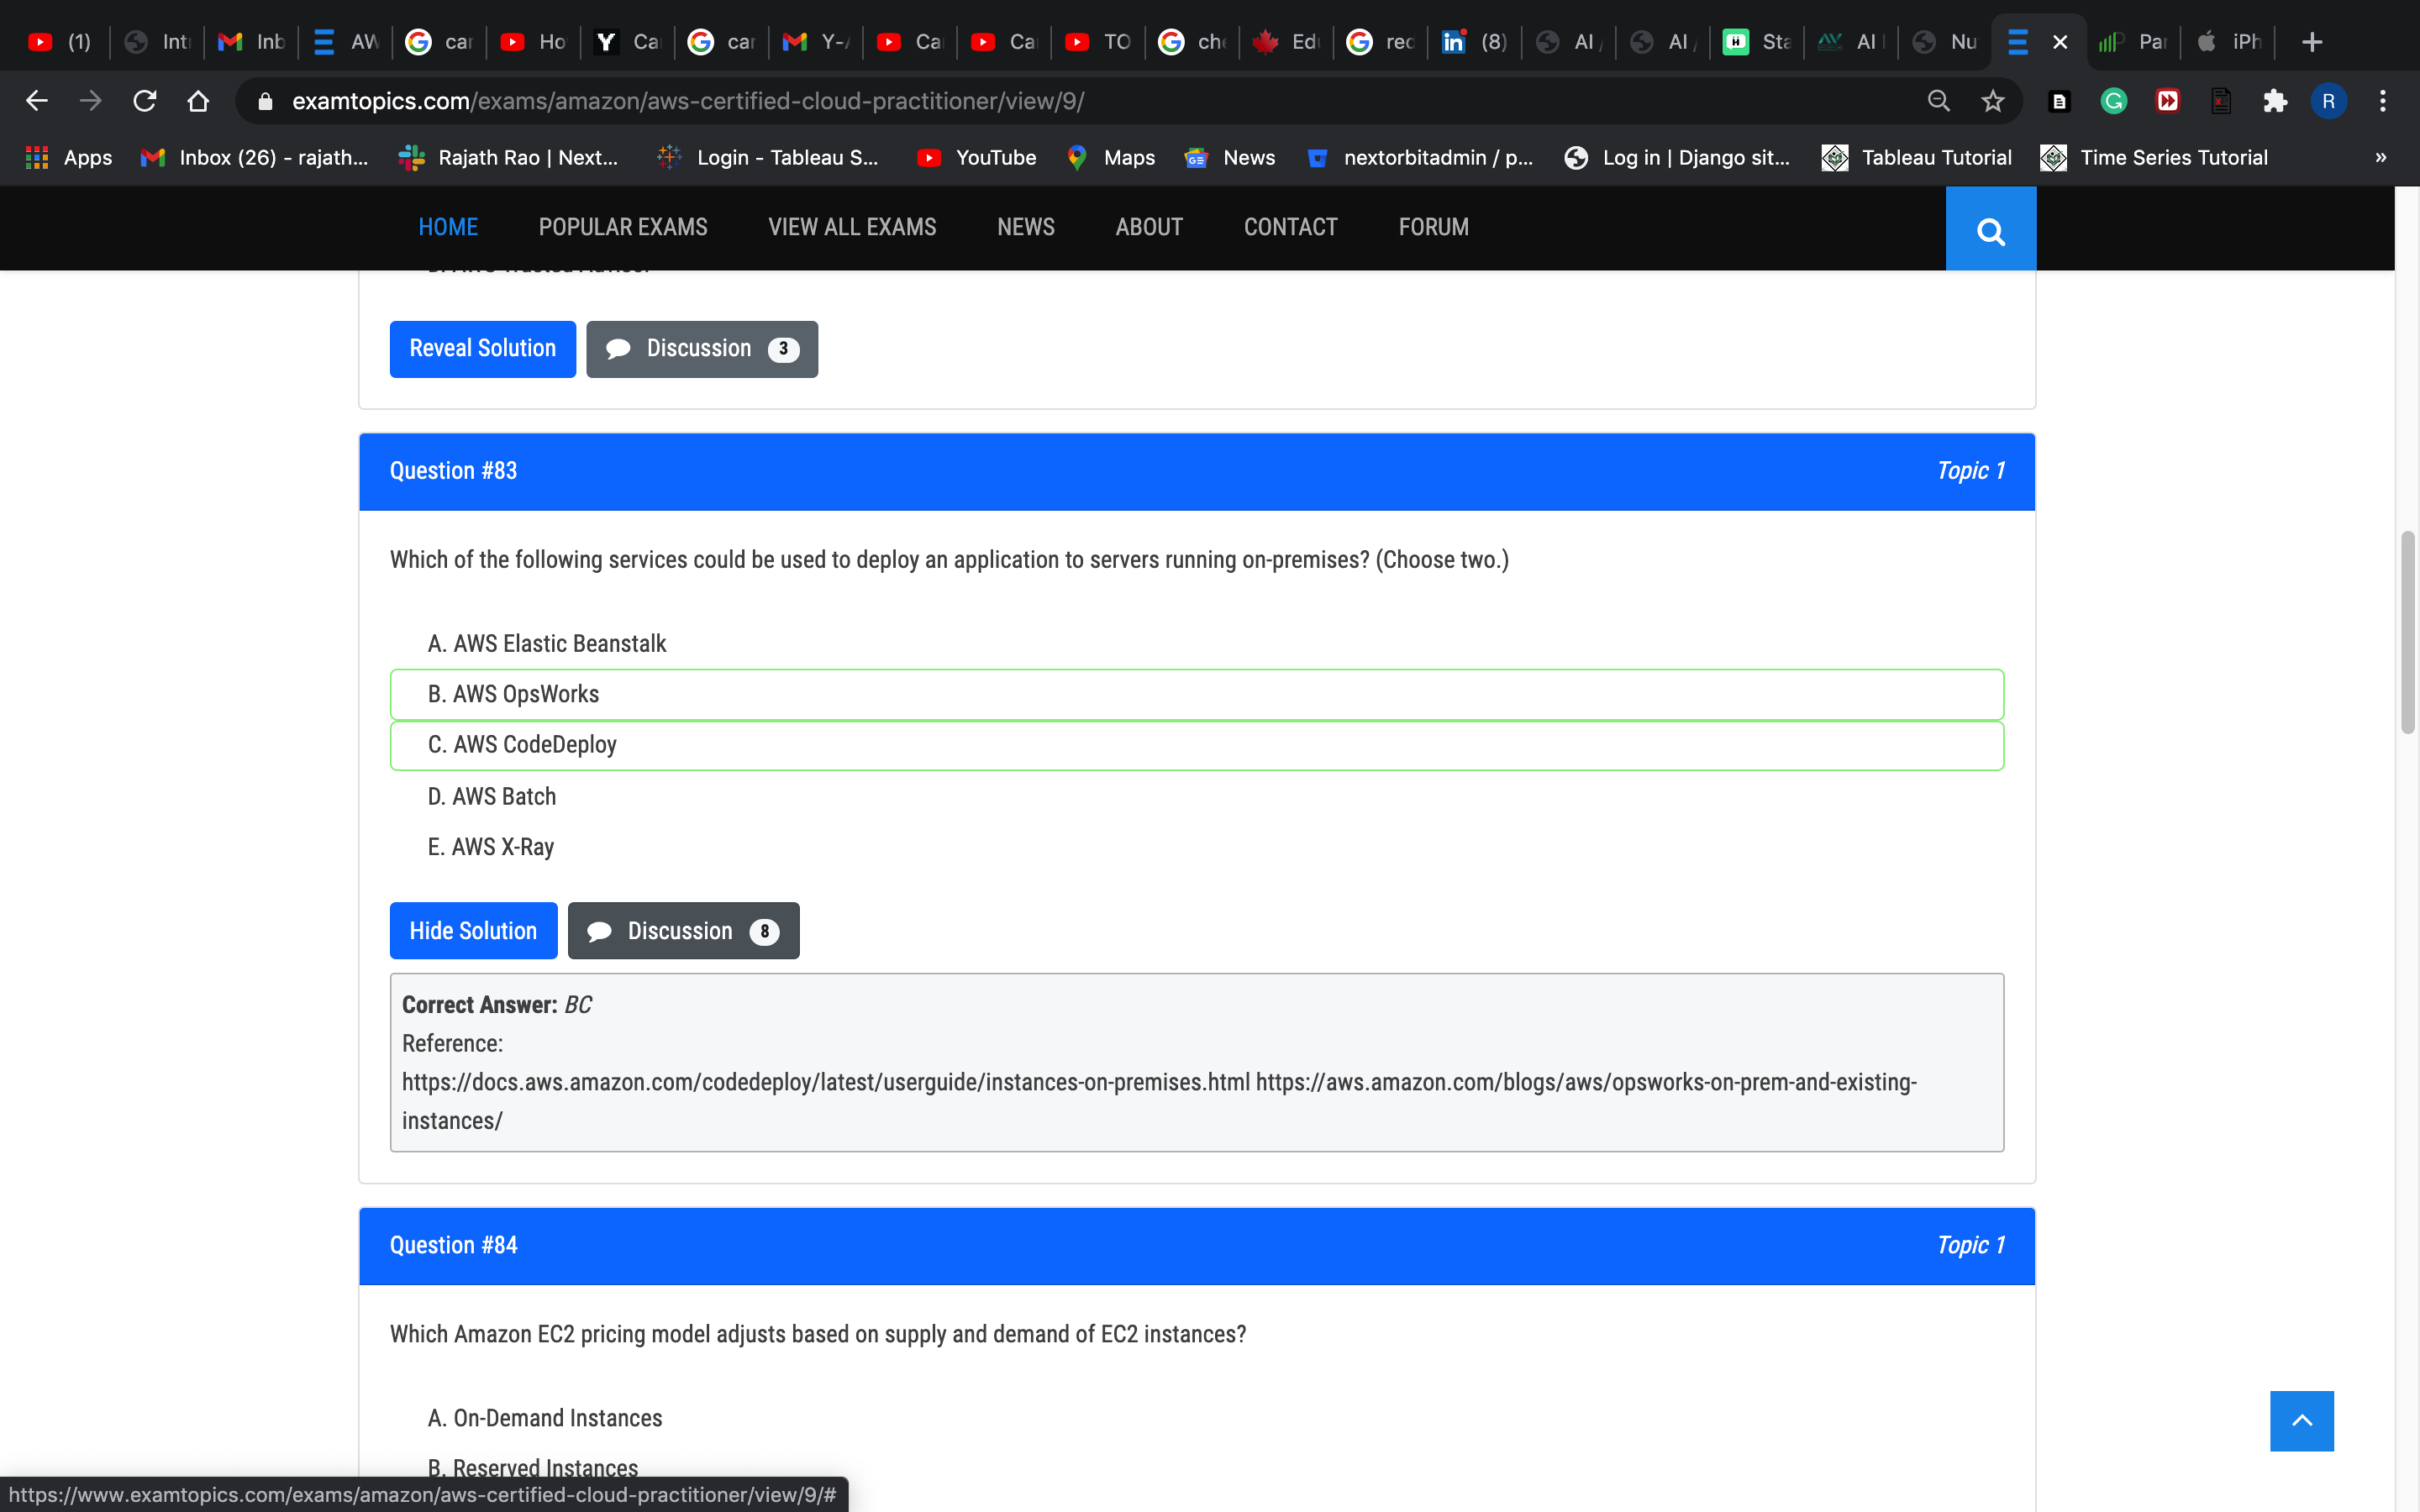 (1) Int Inb AW car Ho Ca car Y-/ Ca Ca TO che Edu rec (8) AI / AI / Sta AI | Nu Par iPh
examtopics.com/exams/amazon/aws-certified-cloud-practitioner/view/9/
R
Apps Inbox (26) - rajath... Rajath Rao | Next... Login - Tableau S... YouTube Maps News nextorbitadmin / p... Log in | Django sit... Tableau Tutorial Time Series Tutorial »
HOME POPULAR EXAMS VIEW ALL EXAMS NEWS ABOUT CONTACT FORUM
D. AWS Trusted Advisor
Reveal Solution Discussion 3
Question #83 Topic 1
Which of the following services could be used to deploy an application to servers running on-premises? (Choose two.)
A. AWS Elastic Beanstalk
B. AWS OpsWorks
C. AWS CodeDeploy
D. AWS Batch
E. AWS X-Ray
Hide Solution Discussion 8
Correct Answer: BC
Reference:
https://docs.aws.amazon.com/codedeploy/latest/userguide/instances-on-premises.html https://aws.amazon.com/blogs/aws/opsworks-on-prem-and-existing-
instances/
Question #84 Topic 1
Which Amazon EC2 pricing model adjusts based on supply and demand of EC2 instances?
A. On-Demand Instances
B. Reserved Instances
https://www.examtopics.com/exams/amazon/aws-certified-cloud-practitioner/view/9/#